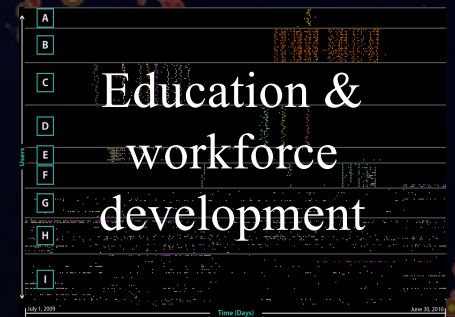 A
B
C
Education &
D
workforce
E
Users
F
development
G
H
I
July 1, 2009
June 30, 2010
Time (Days)